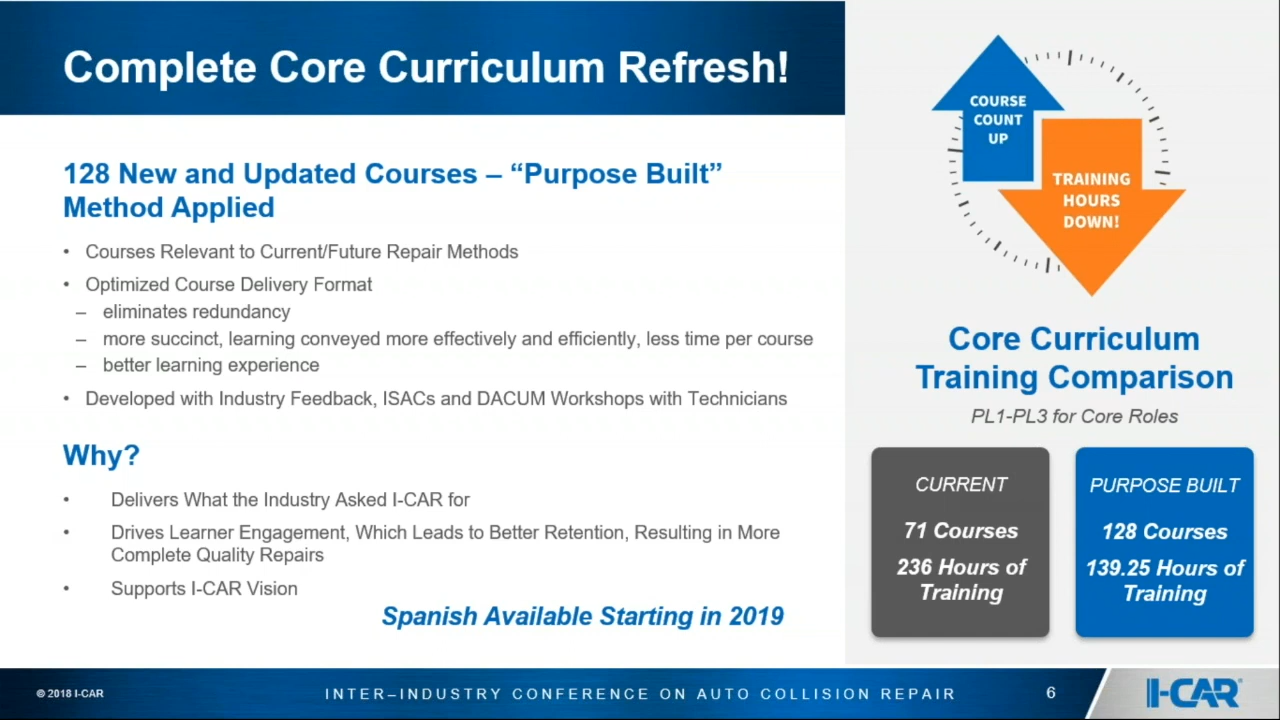 Complete Core Curriculum Refresh!
128 New and Updated Courses – “Purpose Built”
Method Applied
• Courses Relevant to Current/Future Repair Methods
• Optimized Course Delivery Format
– eliminates redundancy
– more succinct, learning conveyed more effectively and efficiently, less time per course
– better learning experience
• Developed with Industry Feedback, ISACs and DACUM Workshops with Technicians
Why?
• Delivers What the Industry Asked I-CAR for
• Drives Learner Engagement, Which Leads to Better Retention, Resulting in More
Complete Quality Repairs
• Supports I-CAR Vision
Spanish Available Starting in 2019
COURSE
COUNT
UP
TRAINING
HOURS
DOWN!
Core Curriculum
Training Comparison
PL1-PL3 for Core Roles
CURRENT
71 Courses
236 Hours of
Training
PURPOSE BUILT
128 Courses
139.25 Hours of
Training
© 2018 I-CAR
INTER–INDUSTRY CONFERENCE ON AUTO COLLISION REPAIR
6
I-CAR